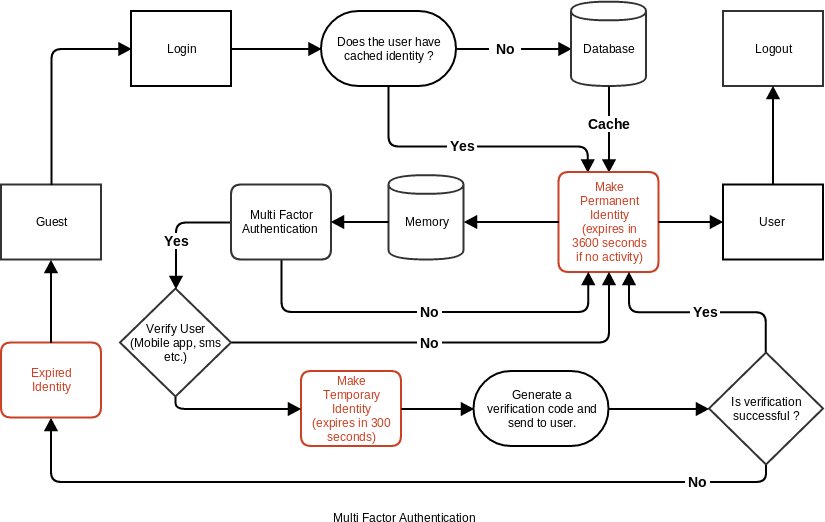 Login
Does the user have
cached identity ?
No
Database
Logout
Cache
Yes
Guest
Multi Factor
Authentication
Memory
Make
Permanent
Identity
(expires in
3600 seconds
if no activity)
User
Yes
No
Yes
Verify User
(Mobile app, sms
etc.)
No
Expired
Identity
Make
Temporary
Identity
(expires in 300
seconds)
Generate a
verification code and
send to user.
Is verification
successful ?
No
Multi Factor Authentication